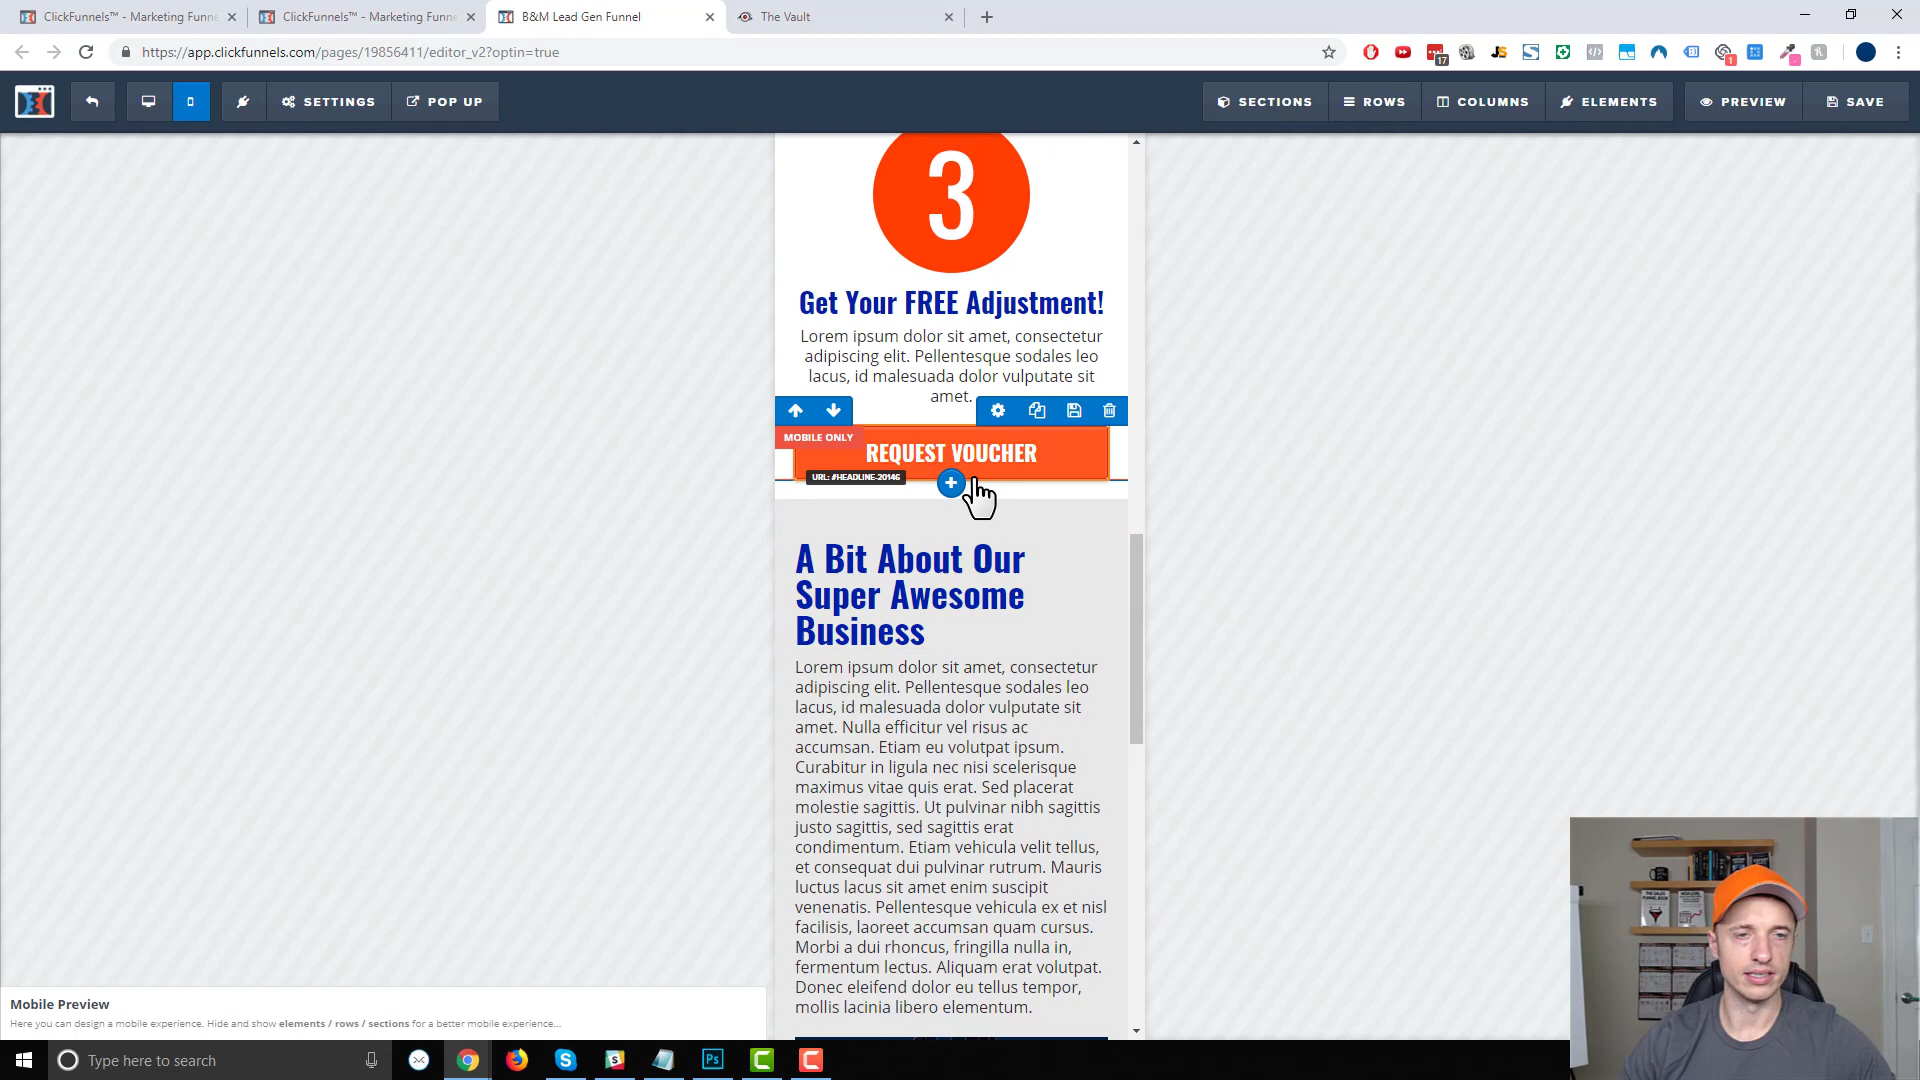 ClickFunnels™ - Marketing Funne
ClickFunnels™ - Marketing Funne
B&M Lead Gen Funnel
The Vault
https://app.clickfunnels.com/pages/19856411/editor_v2?optin=true
17
JS
1
SETTINGS
POP UP
SECTIONS
ROWS
COLUMNS
ELEMENTS
PREVIEW
SAVE
3
Get Your FREE Adjustment!
Lorem ipsum dolor sit amet, consectetur
adipiscing elit. Pellentesque sodales leo
lacus, id malesuada dolor vulputate sit
amet.
MOBILE ONLY
REQUEST VOUCHER
URL: #HEADLINE-20146
A Bit About Our
Super Awesome
Business
Lorem ipsum dolor sit amet, consectetur
adipiscing elit. Pellentesque sodales leo
lacus, id malesuada dolor vulputate sit
amet. Nulla efficitur vel risus ac
accumsan. Etiam eu volutpat ipsum.
Curabitur in ligula nec nisi scelerisque
maximus vitae quis erat. Sed placerat
molestie sagittis. Ut pulvinar nibh sagittis
justo sagittis, sed sagittis erat
condimentum. Etiam vehicula velit tellus,
et consequat dui pulvinar rutrum. Mauris
luctus lacus sit amet enim suscipit
venenatis. Pellentesque vehicula ex et nisl
facilisis, laoreet accumsan quam cursus.
Morbi a dui rhoncus, fringilla nulla in,
fermentum lectus. Aliquam erat volutpat.
Donec eleifend dolor eu tellus tempor,
mollis lacinia libero elementum.
Mobile Preview
Here you can design a mobile experience. Hide and show elements / rows / sections for a better mobile experience...
Type here to search
Ps